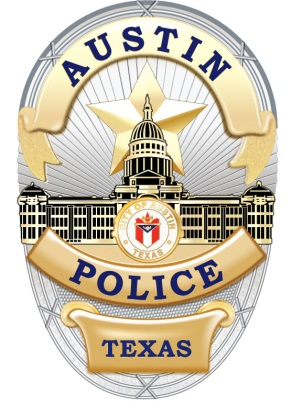 AUSTIN
CITY OF AUSTIN
TEXAS
POLICE
TEXAS